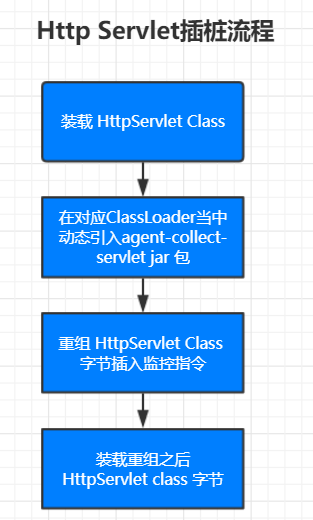 Http Servlet插桩流程
装载 HttpServlet Class
在对应ClassLoader当中
动态引入agent-collect-
servlet jar 包
重组 HttpServlet Class
字节插入监控指令
装载重组之后
HttpServlet class 字节